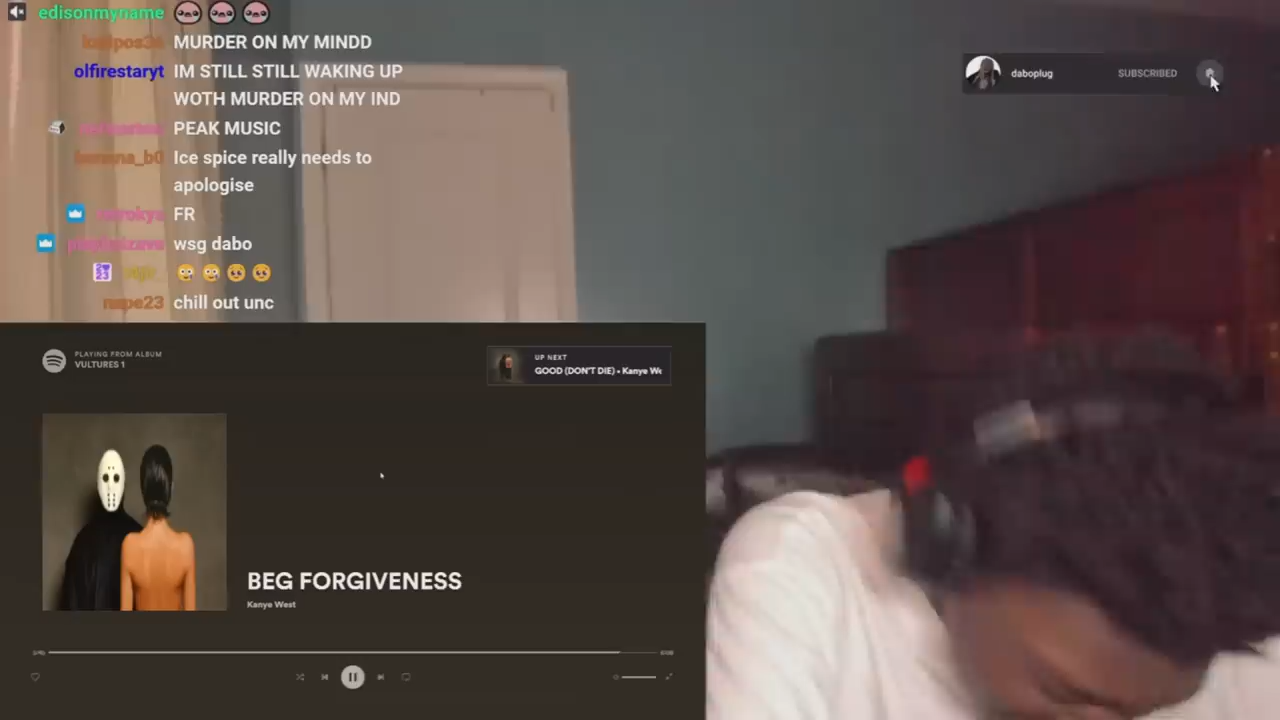 edisonmyname
MURDER ON MY MINDD
olfirestaryt IM STILL STILL WAKING UP
WOTH MURDER ON MY IND
PEAK MUSIC
Ice spice really needs to
apologise
FR
wsg dabo
chill out unc
daboplug SUBSCRIBED
PLAYING FROM ALBUM
VULTURES 1
UP NEXT
GOOD (DON'T DIE) • Kanye We
BEG FORGIVENESS
Kanye West